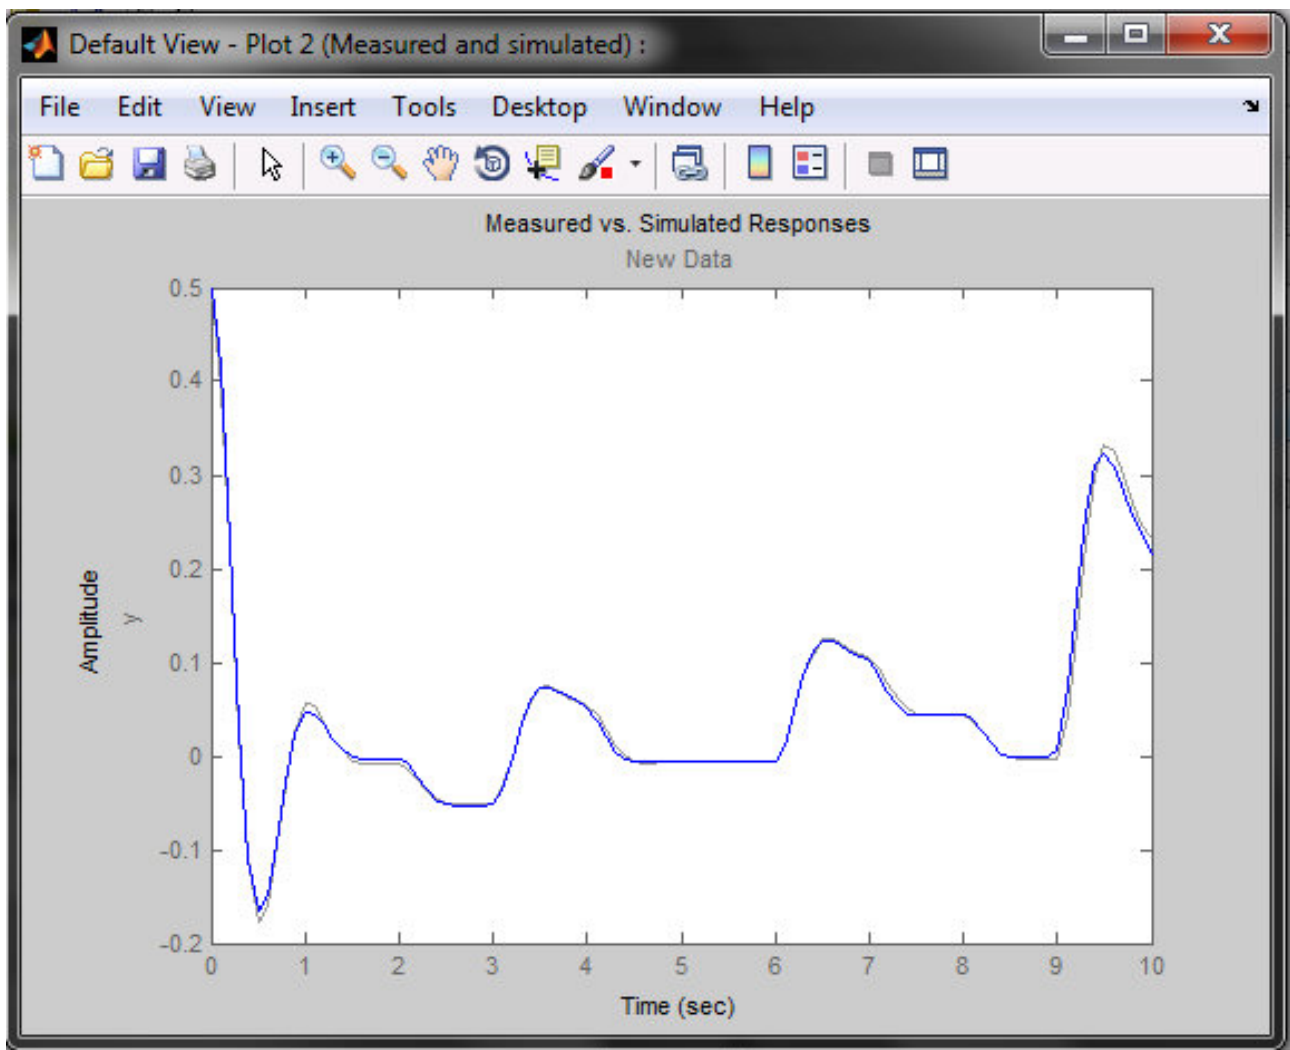 Default View - Plot 2 (Measured and simulated) :
File Edit View Insert Tools Desktop Window Help
Measured vs. Simulated Responses
New Data
0.5
0.4
0.3
0.2
0.1
0
-0.1
-0.2
Amplitude
y
0 1 2 3 4 5 6 7 8 9 10
Time (sec)